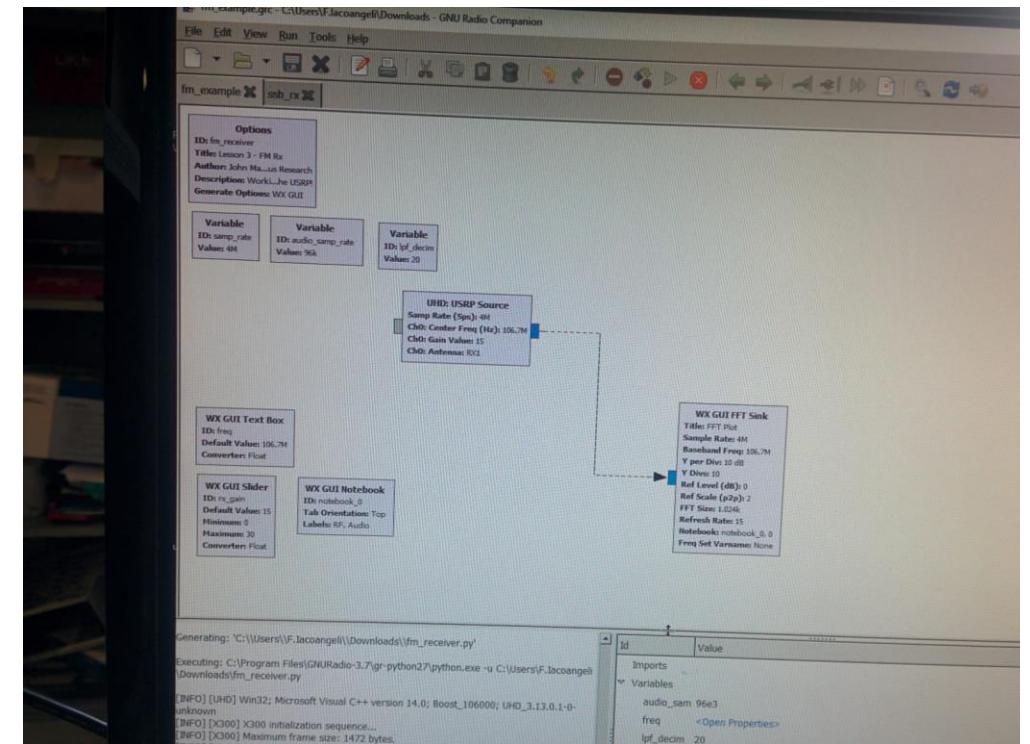 fm_example.grc - C:\Users\F.Iacoangeli\Downloads - GNU Radio Companion
File Edit View Run Tools Help
fm_example ssb_rx
Options
ID: fm_receiver
Title: Lesson 3 - FM Rx
Author: John Ma...us Research
Description: Worki...he USRP!
Generate Options: WX GUI
Variable
ID: samp_rate
Value: 4M
Variable
ID: audio_samp_rate
Value: 96k
Variable
ID: lpf_decim
Value: 20
UHD: USRP Source
Samp Rate (Sps): 4M
Ch0: Center Freq (Hz): 106.7M
Ch0: Gain Value: 15
Ch0: Antenna: RX1
WX GUI Text Box
ID: freq
Default Value: 106.7M
Converter: Float
WX GUI Slider
ID: rx_gain
Default Value: 15
Minimum: 0
Maximum: 30
Converter: Float
WX GUI Notebook
ID: notebook_0
Tab Orientation: Top
Labels: RF, Audio
WX GUI FFT Sink
Title: FFT Plot
Sample Rate: 4M
Baseband Freq: 106.7M
Y per Div: 10 dB
Y Divs: 10
Ref Level (dB): 0
Ref Scale (p2p): 2
FFT Size: 1.024k
Refresh Rate: 15
Notebook: notebook_0, 0
Freq Set Varname: None
Generating: 'C:\\Users\\F.Iacoangeli\\Downloads\\fm_receiver.py'
Executing: C:\Program Files\GNURadio-3.7\gr-python27\python.exe -u C:\Users\F.Iacoangeli
\Downloads\fm_receiver.py
[INFO] [UHD] Win32; Microsoft Visual C++ version 14.0; Boost_106000; UHD_3.13.0.1-0-
unknown
[INFO] [X300] X300 initialization sequence...
[INFO] [X300] Maximum frame size: 1472 bytes.
Id Value
Imports
Variables
audio_sam 96e3
freq <Open Properties>
lpf_decim 20